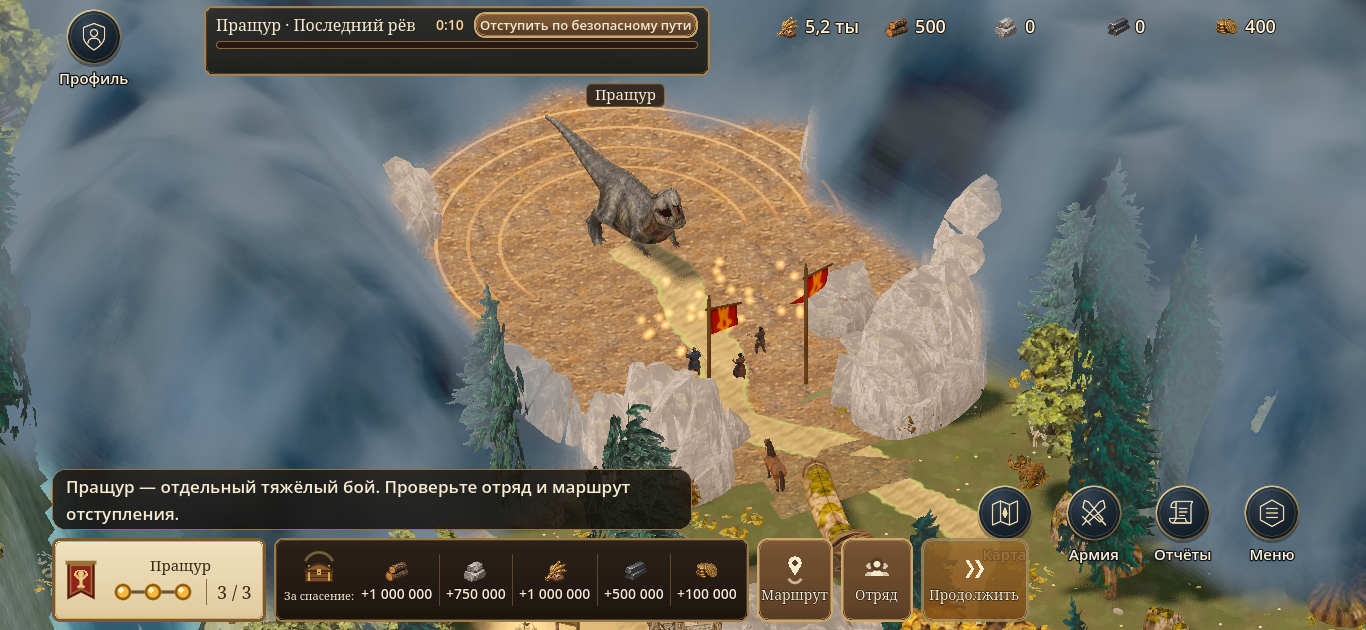 Профиль
Пращур · Последний рёв 0:10 Отступить по безопасному пути
5,2 ты 500 0 0 400
Пращур
Пращур — отдельный тяжёлый бой. Проверьте отряд и маршрут
отступления.
Карта Армия Отчёты Меню
Пращур
3 / 3
За спасение: +1 000 000 +750 000 +1 000 000 +500 000 +100 000
Маршрут Отряд Продолжить